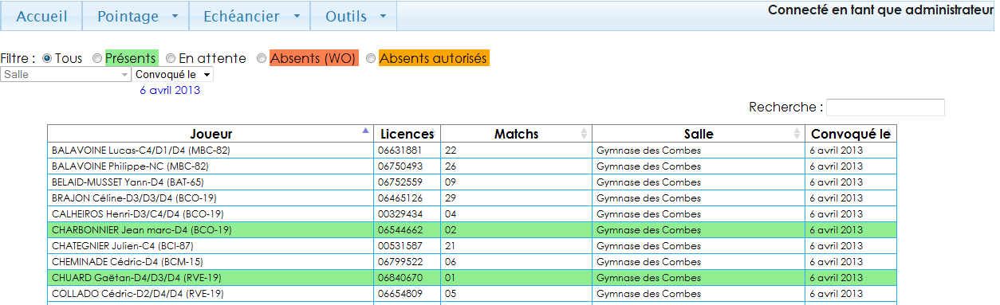 Accueil Pointage Echéancier Outils Connecté en tant que administrateur
Filtre : Tous Présents En attente Absents (WO) Absents autorisés
Salle Convoqué le
6 avril 2013
Recherche :
Joueur Licences Matchs Salle Convoqué le
BALAVOINE Lucas-C4/D1/D4 (MBC-82) 06631881 22 Gymnase des Combes 6 avril 2013
BALAVOINE Philippe-NC (MBC-82) 06750493 26 Gymnase des Combes 6 avril 2013
BELAID-MUSSET Yann-D4 (BAT-65) 06752559 09 Gymnase des Combes 6 avril 2013
BRAJON Céline-D3/D3/D4 (BCO-19) 06465126 29 Gymnase des Combes 6 avril 2013
CALHEIROS Henri-D3/C4/D4 (BCO-19) 00329434 04 Gymnase des Combes 6 avril 2013
CHARBONNIER Jean marc-D4 (BCO-19) 06544662 02 Gymnase des Combes 6 avril 2013
CHATEGNIER Julien-C4 (BCI-87) 00531587 21 Gymnase des Combes 6 avril 2013
CHEMINADE Cédric-D4 (BCM-15) 06799522 06 Gymnase des Combes 6 avril 2013
CHUARD Gaëtan-D4/D3/D4 (RVE-19) 06840670 01 Gymnase des Combes 6 avril 2013
COLLADO Cédric-D2/D4/D4 (RVE-19) 06654809 05 Gymnase des Combes 6 avril 2013